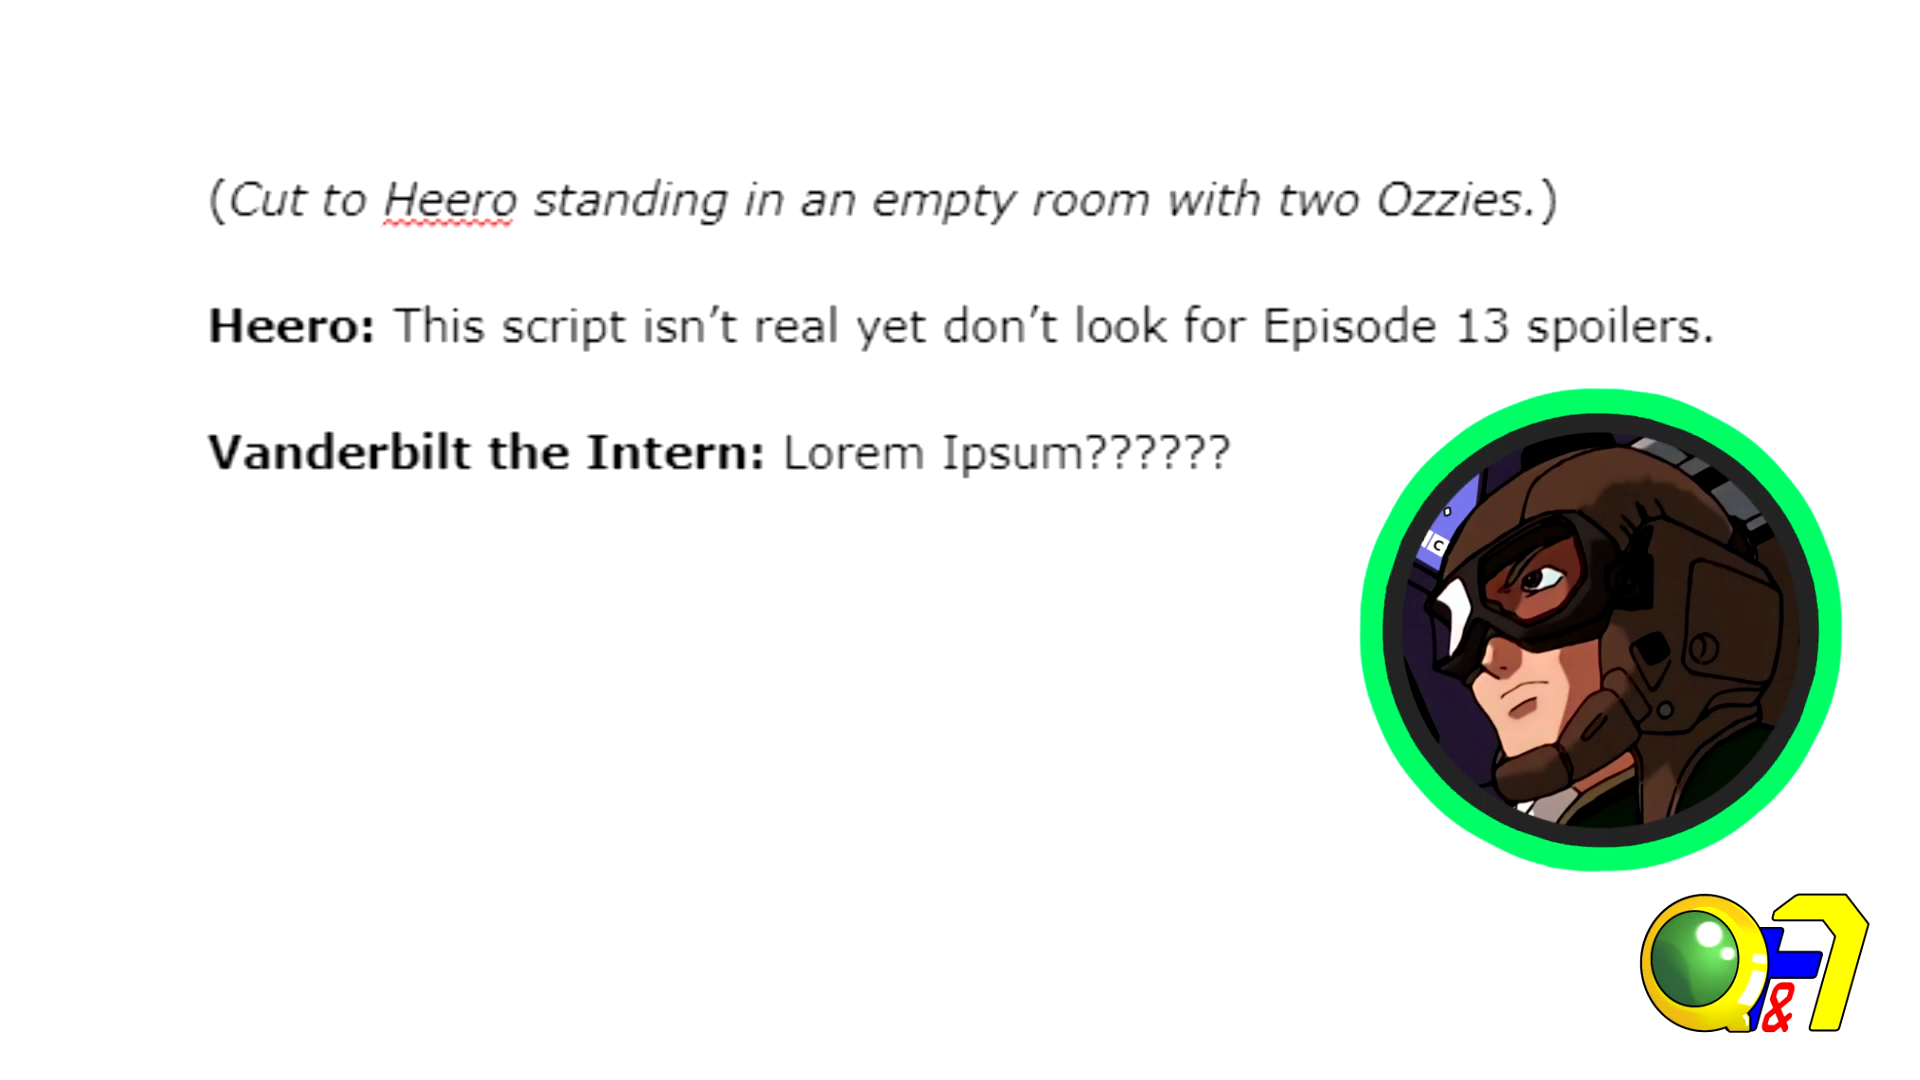 (Cut to Heero standing in an empty room with two Ozzies.)
Heero: This script isn’t real yet don’t look for Episode 13 spoilers.
Vanderbilt the Intern: Lorem Ipsum??????
C
Q&A